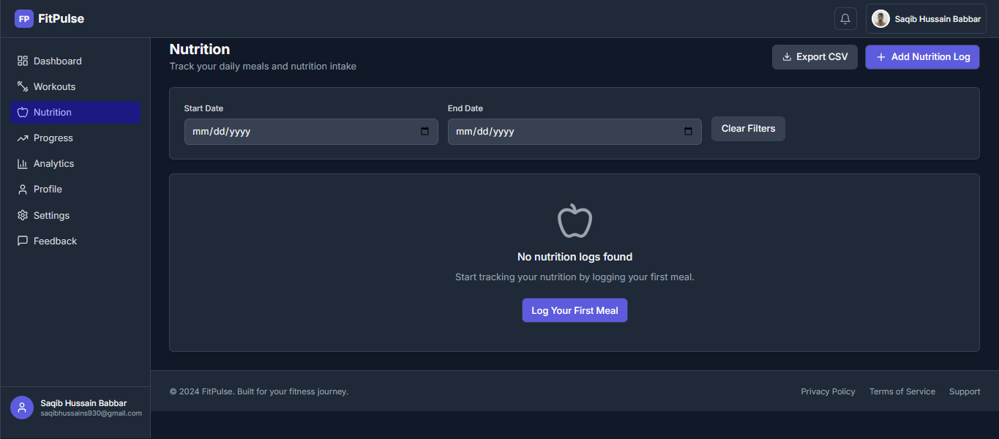 FP FitPulse
Saqib Hussain Babbar
Dashboard
Workouts
Nutrition
Progress
Analytics
Profile
Settings
Feedback
Saqib Hussain Babbar
saqibhussains930@gmail.com
Nutrition
Track your daily meals and nutrition intake
Export CSV
Add Nutrition Log
Start Date
mm/dd/yyyy
End Date
mm/dd/yyyy
Clear Filters
No nutrition logs found
Start tracking your nutrition by logging your first meal.
Log Your First Meal
© 2024 FitPulse. Built for your fitness journey.
Privacy Policy
Terms of Service
Support